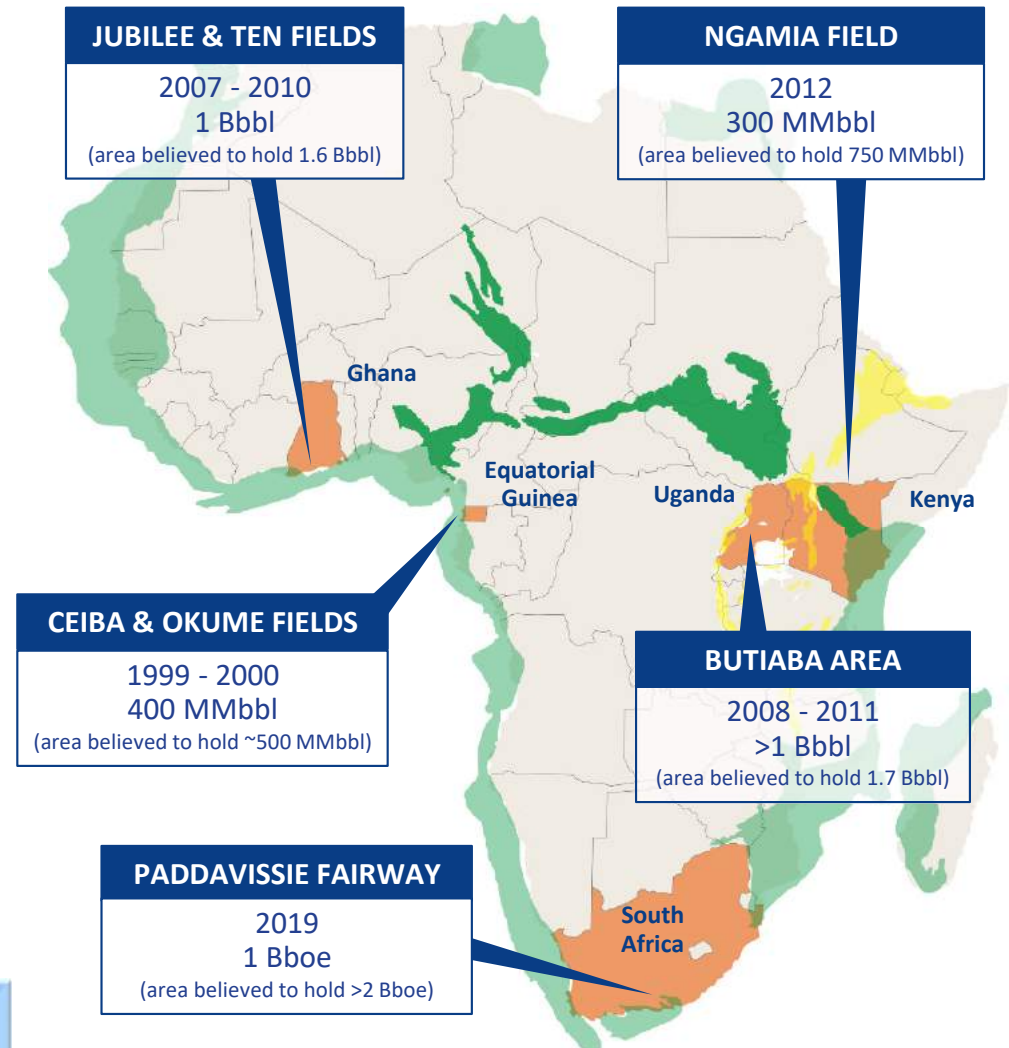 JUBILEE & TEN FIELDS
2007 - 2010
1 Bbbl
(area believed to hold 1.6 Bbbl)
NGAMIA FIELD
2012
300 MMbbl
(area believed to hold 750 MMbbl)
Ghana
Equatorial
Guinea
Uganda
Kenya
CEIBA & OKUME FIELDS
1999 - 2000
400 MMbbl
(area believed to hold ~500 MMbbl)
BUTIABA AREA
2008 - 2011
>1 Bbbl
(area believed to hold 1.7 Bbbl)
PADDAVISSIE FAIRWAY
2019
1 Bboe
(area believed to hold >2 Bboe)
South
Africa